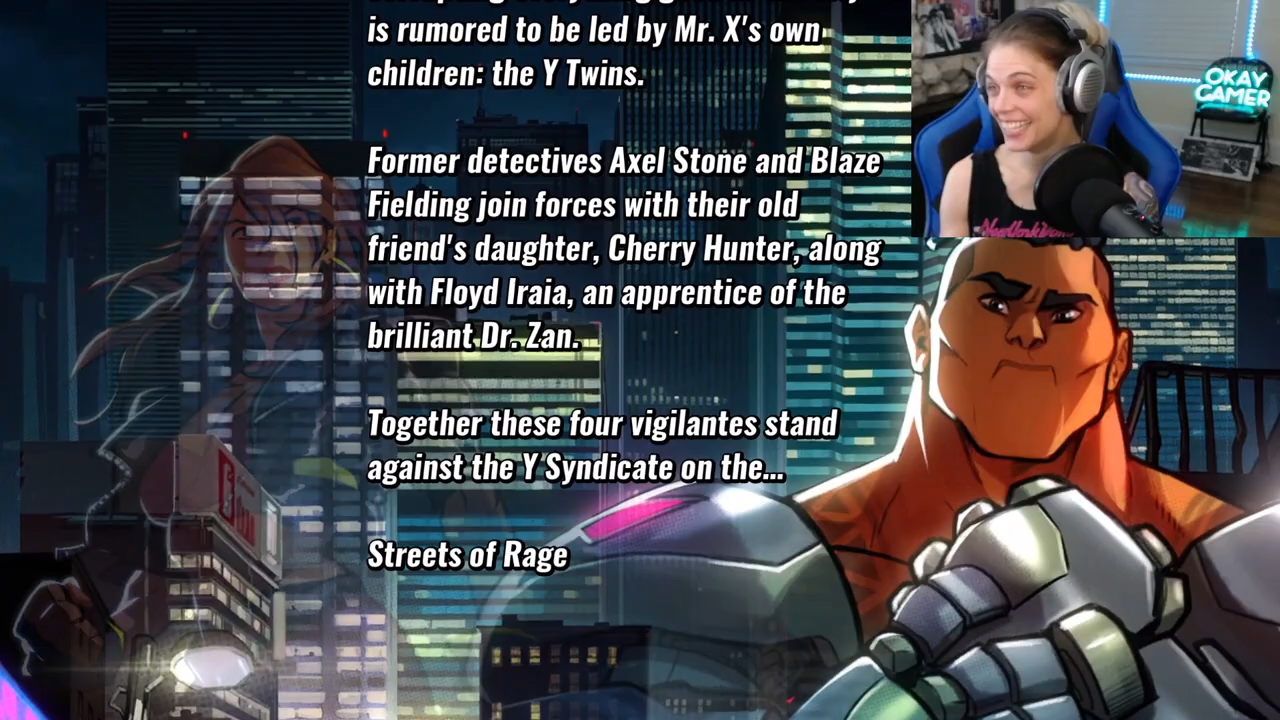 is rumored to be led by Mr. X's own
children: the Y Twins.
Former detectives Axel Stone and Blaze
Fielding join forces with their old
friend's daughter, Cherry Hunter, along
with Floyd Iraia, an apprentice of the
brilliant Dr. Zan.
Together these four vigilantes stand
against the Y Syndicate on the...
Streets of Rage
OKAY
GAMER